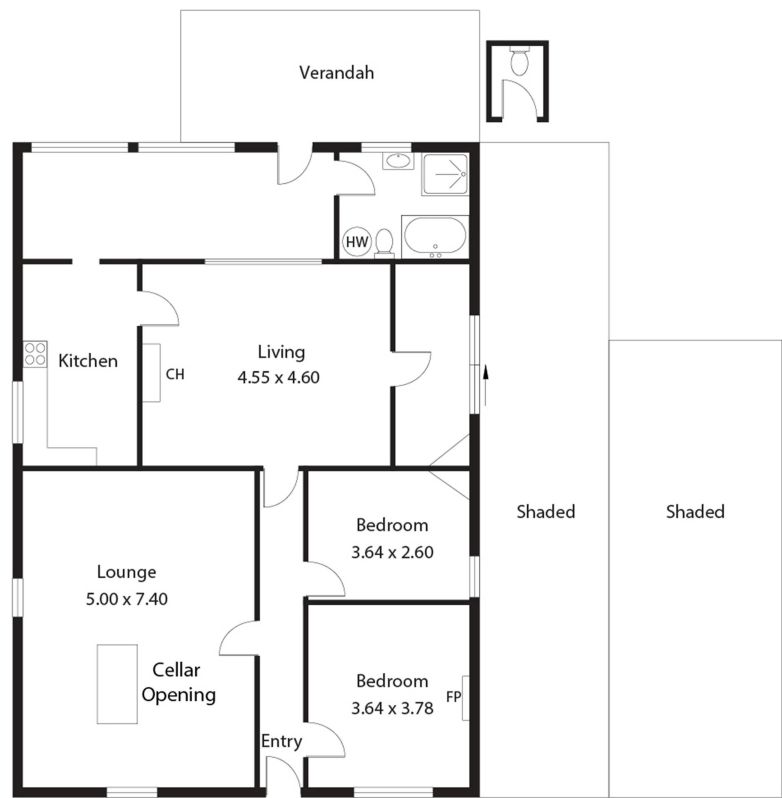 Verandah
HW
Kitchen
CH
Living
4.55 x 4.60
Bedroom
3.64 x 2.60
Shaded
Shaded
Lounge
5.00 x 7.40
Cellar
Opening
Bedroom
3.64 x 3.78
FP
Entry